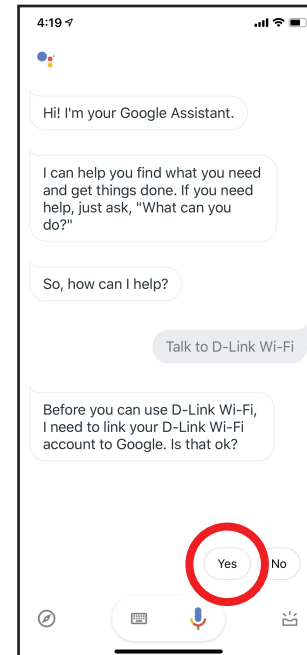 4:19
Hi! I'm your Google Assistant.
I can help you find what you need
and get things done. If you need
help, just ask, "What can you
do?"
So, how can I help?
Talk to D-Link Wi-Fi
Before you can use D-Link Wi-Fi,
I need to link your D-Link Wi-Fi
account to Google. Is that ok?
Yes No